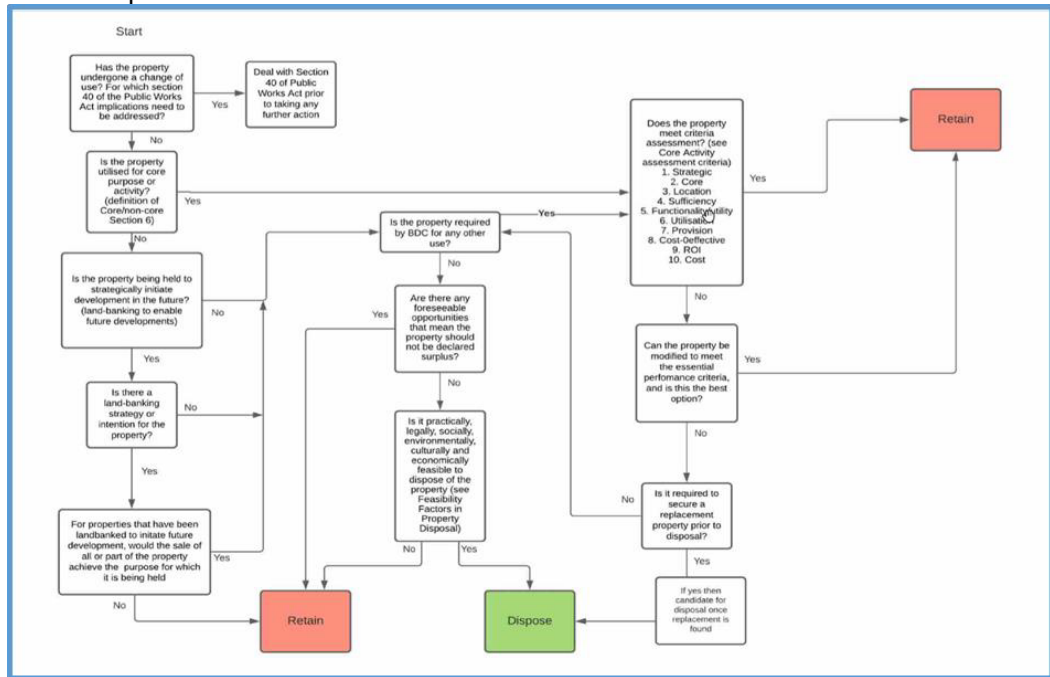 Start
Has the property
undergone a change of
use? For which section
40 of the Public Works
Act implications need to
be addressed?
Yes
Deal with Section
40 of Public
Works Act prior
to taking any
further action
No
Is the property
utilised for core
purpose or
activity?
(definition of
Core/non-core
Section 6)
Yes
No
Is the property being held to
strategically initiate
development in the future?
(land-banking to enable
future developments)
No
Yes
Is there a
land-banking
strategy or
intention for the
property?
No
Yes
For properties that have been
landbanked to initate future
development, would the sale of
all or part of the property
achieve the purpose for which
it is being held
Yes
No
Is the property required
by BDC for any other
use?
Yes
No
Are there any
foreseeable
opportunities
that mean the
property should
not be declared
surplus?
Yes
No
Is it practically,
legally, socially,
environmentally,
culturally and
economically
feasible to
dispose of the
property (see
Feasibility
Factors in
Property
Disposal)
No
Yes
Retain
Dispose
Does the property
meet criteria
assessment? (see
Core Activity
assessment criteria)
1. Strategic
2. Core
3. Location
4. Sufficiency
5. Functionality/utility
6. Utilisation
7. Provision
8. Cost-0effective
9. ROI
10. Cost
Yes
No
Retain
Can the property be
modified to meet
the essential
perfomance criteria,
and is this the best
option?
Yes
No
Is it required to
secure a
replacement
property prior to
disposal?
No
Yes
If yes then
candidate for
disposal once
replacement is
found